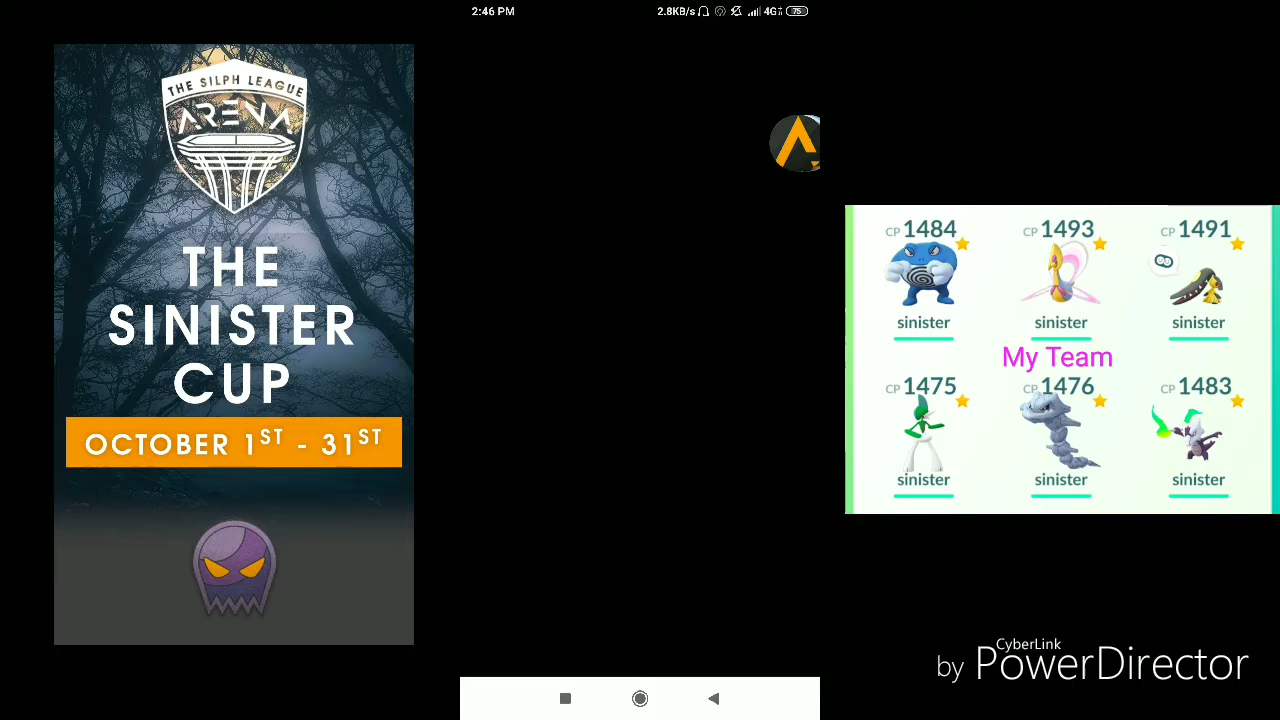 2:46 PM
2.8KB/s 4G 75
THE SILPH LEAGUE
ARENA
THE
SINISTER
CUP
OCTOBER 1ST - 31ST
CP 1484
CP 1493
CP 1491
sinister
sinister
sinister
My Team
CP 1475
CP 1476
CP 1483
sinister
sinister
sinister
CyberLink
by PowerDirector